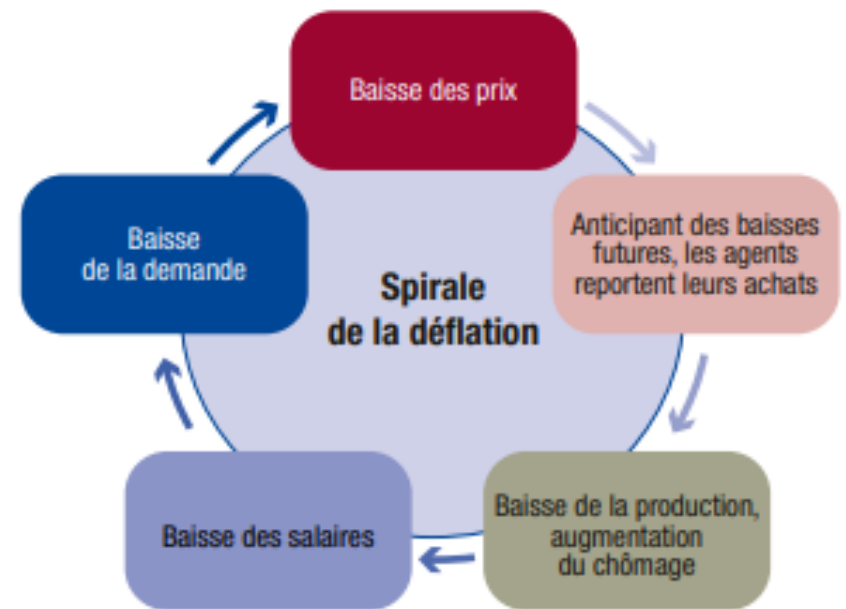 Baisse des prix
Anticipant des baisses
futures, les agents
reportent leurs achats
Baisse
de la demande
Spirale
de la déflation
Baisse de la production,
augmentation
du chômage
Baisse des salaires